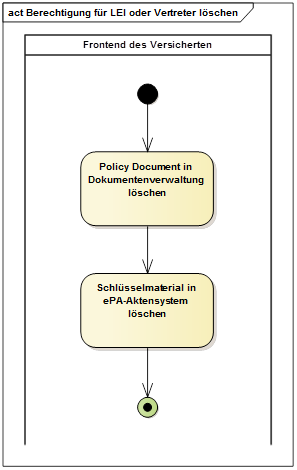 act Berechtigung für LEI oder Vertreter löschen
Frontend des Versicherten
Policy Document in
Dokumentenverwaltung
löschen
Schlüsselmaterial in
ePA-Aktensystem
löschen